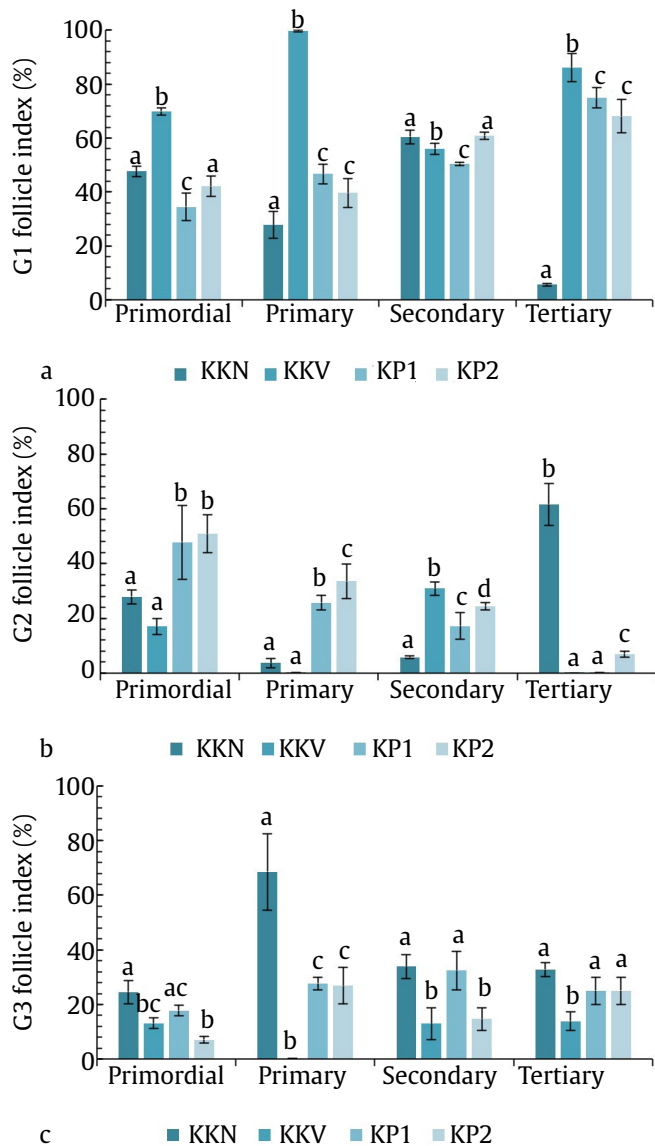 G1 follicle index (%)
100
80
60
40
20
0
a b c a
a b c c
a b c a
a b c c
Primordial Primary Secondary Tertiary
a
KKN KKV KP1 KP2
G2 follicle index (%)
100
80
60
40
20
0
a a b b
a a b c
a b c d
b a a c
Primordial Primary Secondary Tertiary
b
KKN KKV KP1 KP2
G3 follicle index (%)
100
80
60
40
20
0
a bc ac b
a b c c
a b a b
a b a a
Primordial Primary Secondary Tertiary
c
KKN KKV KP1 KP2